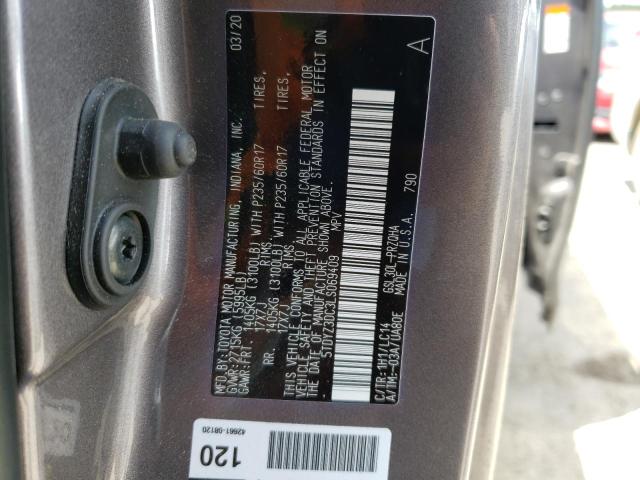 MFD.BY:TOYOTA MOTOR MANUFACTURING, INDIANA, INC. 03/20
GVWR:2715KG (5995LB)
GAWR:FRT. 1405KG (3100LB) WITH P235/60R17 TIRES,
17X7J RIMS,
RR. 1405KG (3100LB) WITH P235/60R17 TIRES,
17X7J RIMS,
THIS VEHICLE CONFORMS TO ALL APPLICABLE FEDERAL MOTOR
VEHICLE SAFETY AND THEFT PREVENTION STANDARDS IN EFFECT ON
THE DATE OF MANUFACTURE SHOWN ABOVE.
5TDYZ3DC3LS069409 MPV
A
C/TR:1H1/LC14 GSL30L-PRZQHA
A/TM:-03A/UA80E MADE IN U.S.A. 790
120
42661-08120